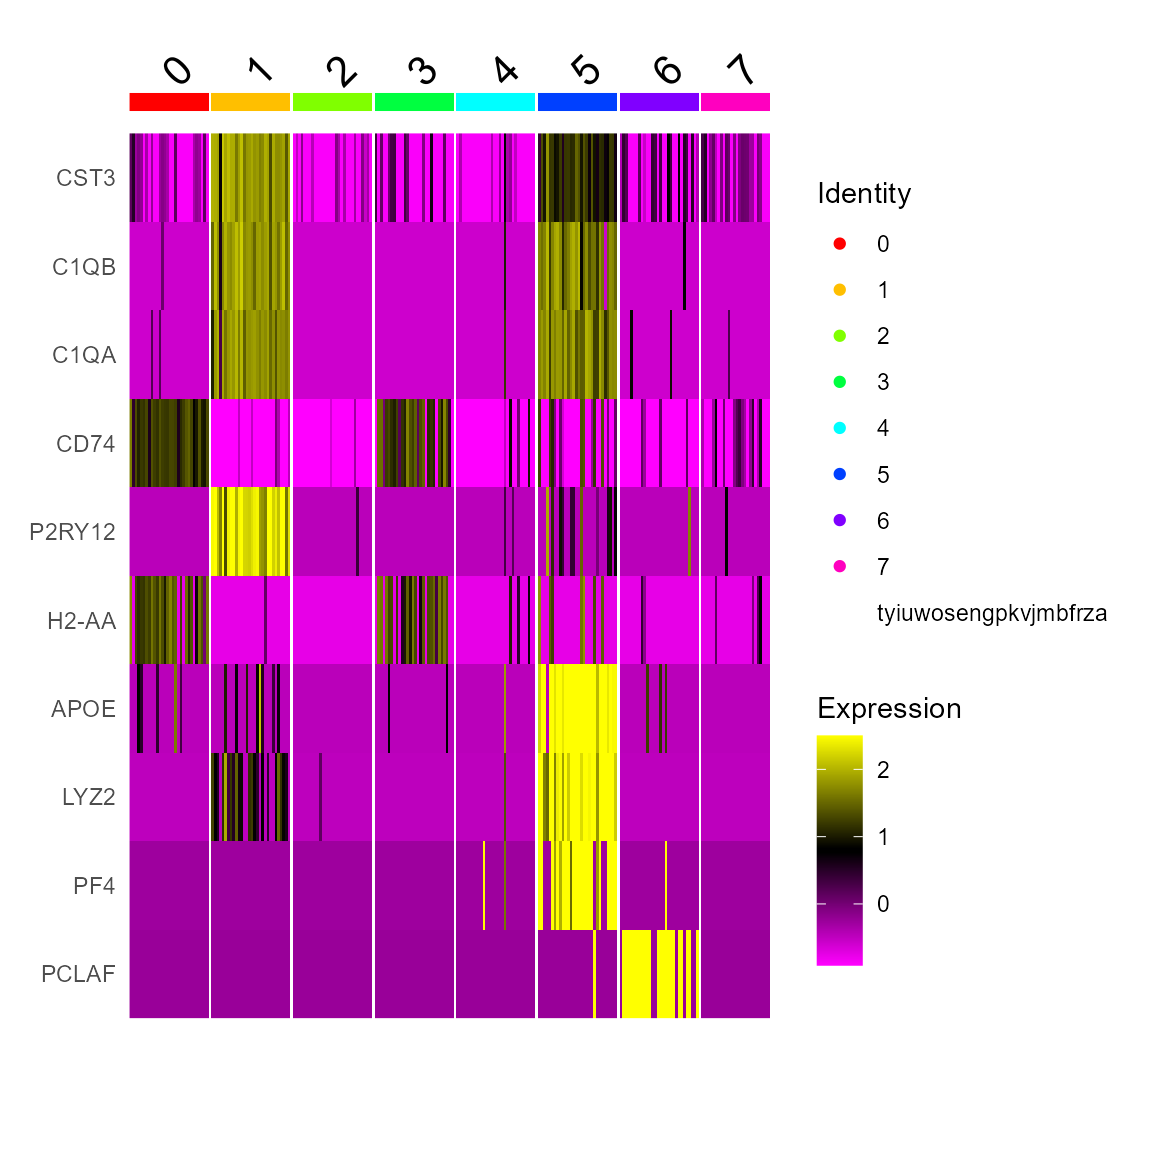 0 1 2 3 4 5 6 7
CST3
C1QB
C1QA
CD74
P2RY12
H2-AA
APOE
LYZ2
PF4
PCLAF
Identity
0
1
2
3
4
5
6
7
tyiuwosengpkvjmbfrza
Expression
2
1
0